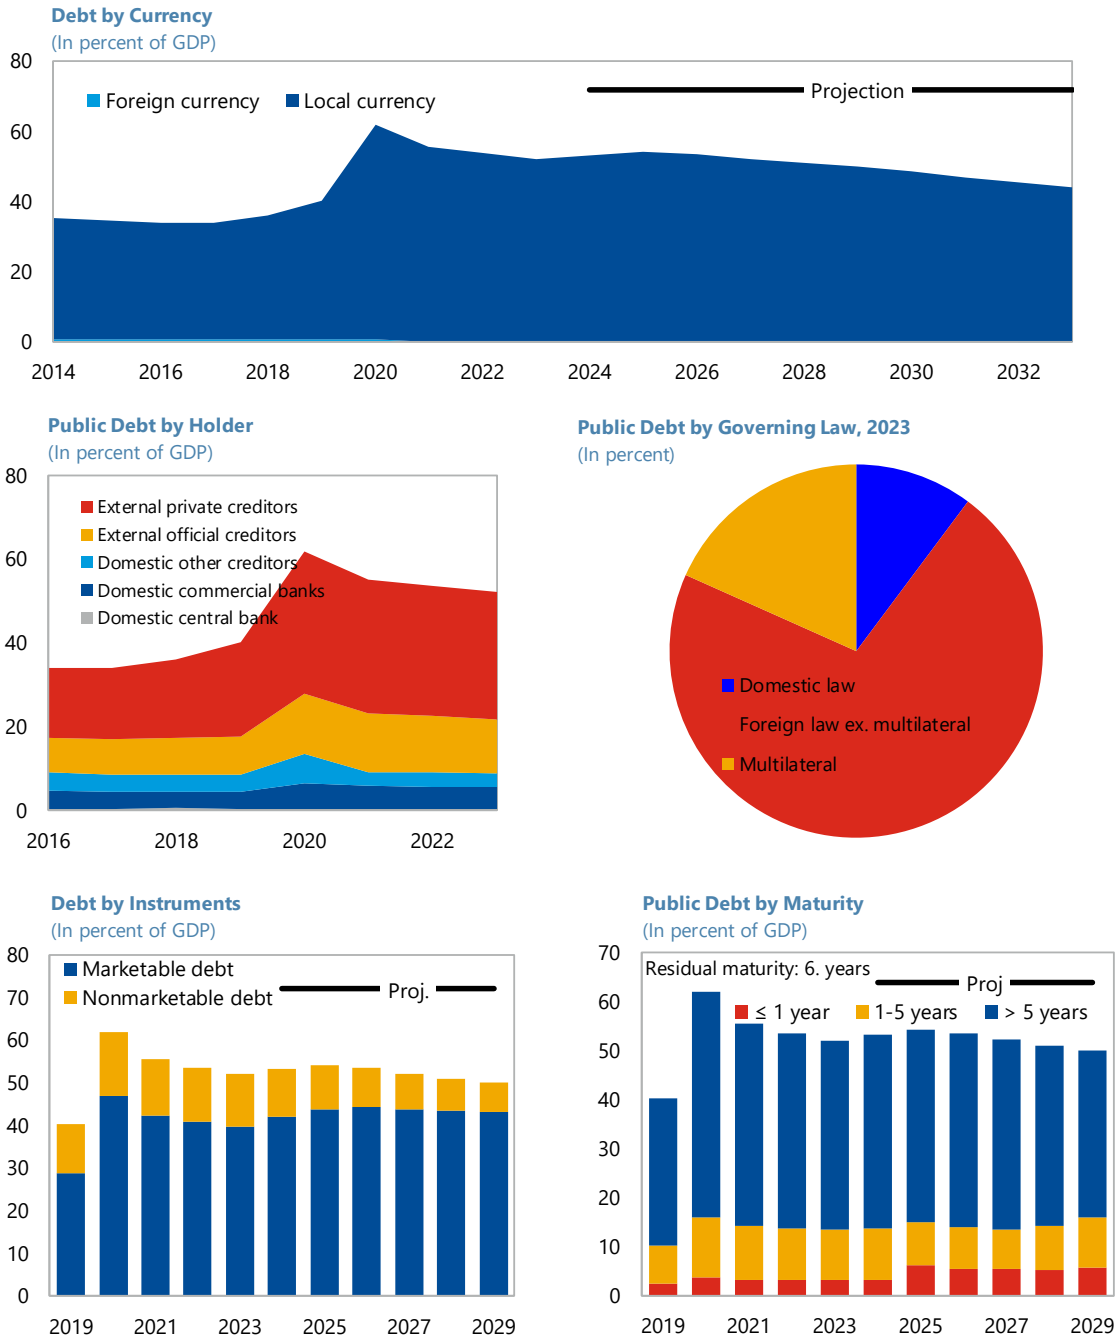 Debt by Currency
(In percent of GDP)
80
Foreign currency
Local currency
Projection
60
40
20
0
2014 2016 2018 2020 2022 2024 2026 2028 2030 2032
Public Debt by Holder
(In percent of GDP)
80
External private creditors
External official creditors
Domestic other creditors
Domestic commercial banks
Domestic central bank
60
40
20
0
2016 2018 2020 2022
Public Debt by Governing Law, 2023
(In percent)
Domestic law
Foreign law ex. multilateral
Multilateral
Debt by Instruments
(In percent of GDP)
80
Marketable debt
Nonmarketable debt
Proj.
70
60
50
40
30
20
10
0
2019 2021 2023 2025 2027 2029
Public Debt by Maturity
(In percent of GDP)
70
Residual maturity: 6. years
Proj
≤ 1 year
1-5 years
> 5 years
60
50
40
30
20
10
0
2019 2021 2023 2025 2027 2029